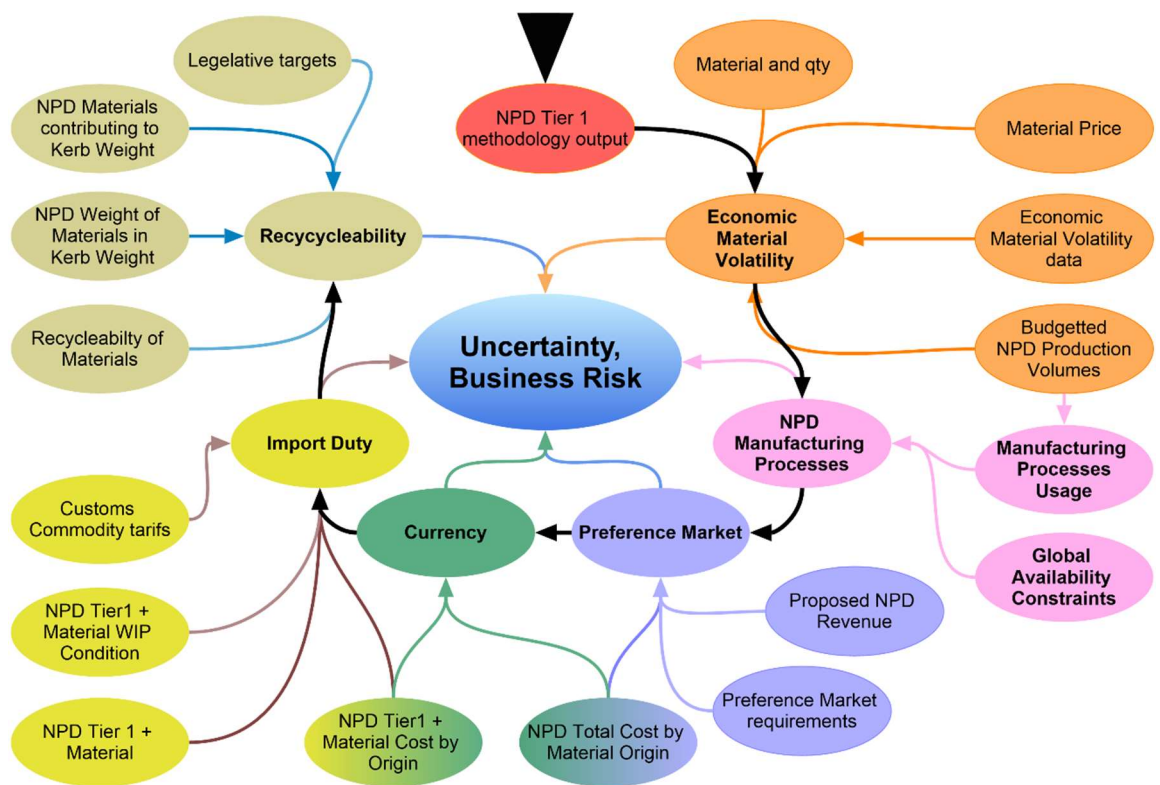 Legelative targets
NPD Materials
contributing to
Kerb Weight
NPD Weight of
Materials in
Kerb Weight
Recycleabilty of
Materials
Recycycleability
NPD Tier 1
methodology output
Material and qty
Material Price
Economic
Material
Volatility
Economic
Material Volatility
data
Budgetted
NPD Production
Volumes
Uncertainty,
Business Risk
Import Duty
NPD
Manufacturing
Processes
Manufacturing
Processes
Usage
Customs
Commodity tarifs
Currency
Preference Market
Global
Availability
Constraints
NPD Tier1 +
Material WIP
Condition
Proposed NPD
Revenue
NPD Tier 1 +
Material
NPD Tier1 +
Material Cost by
Origin
NPD Total Cost by
Material Origin
Preference Market
requirements